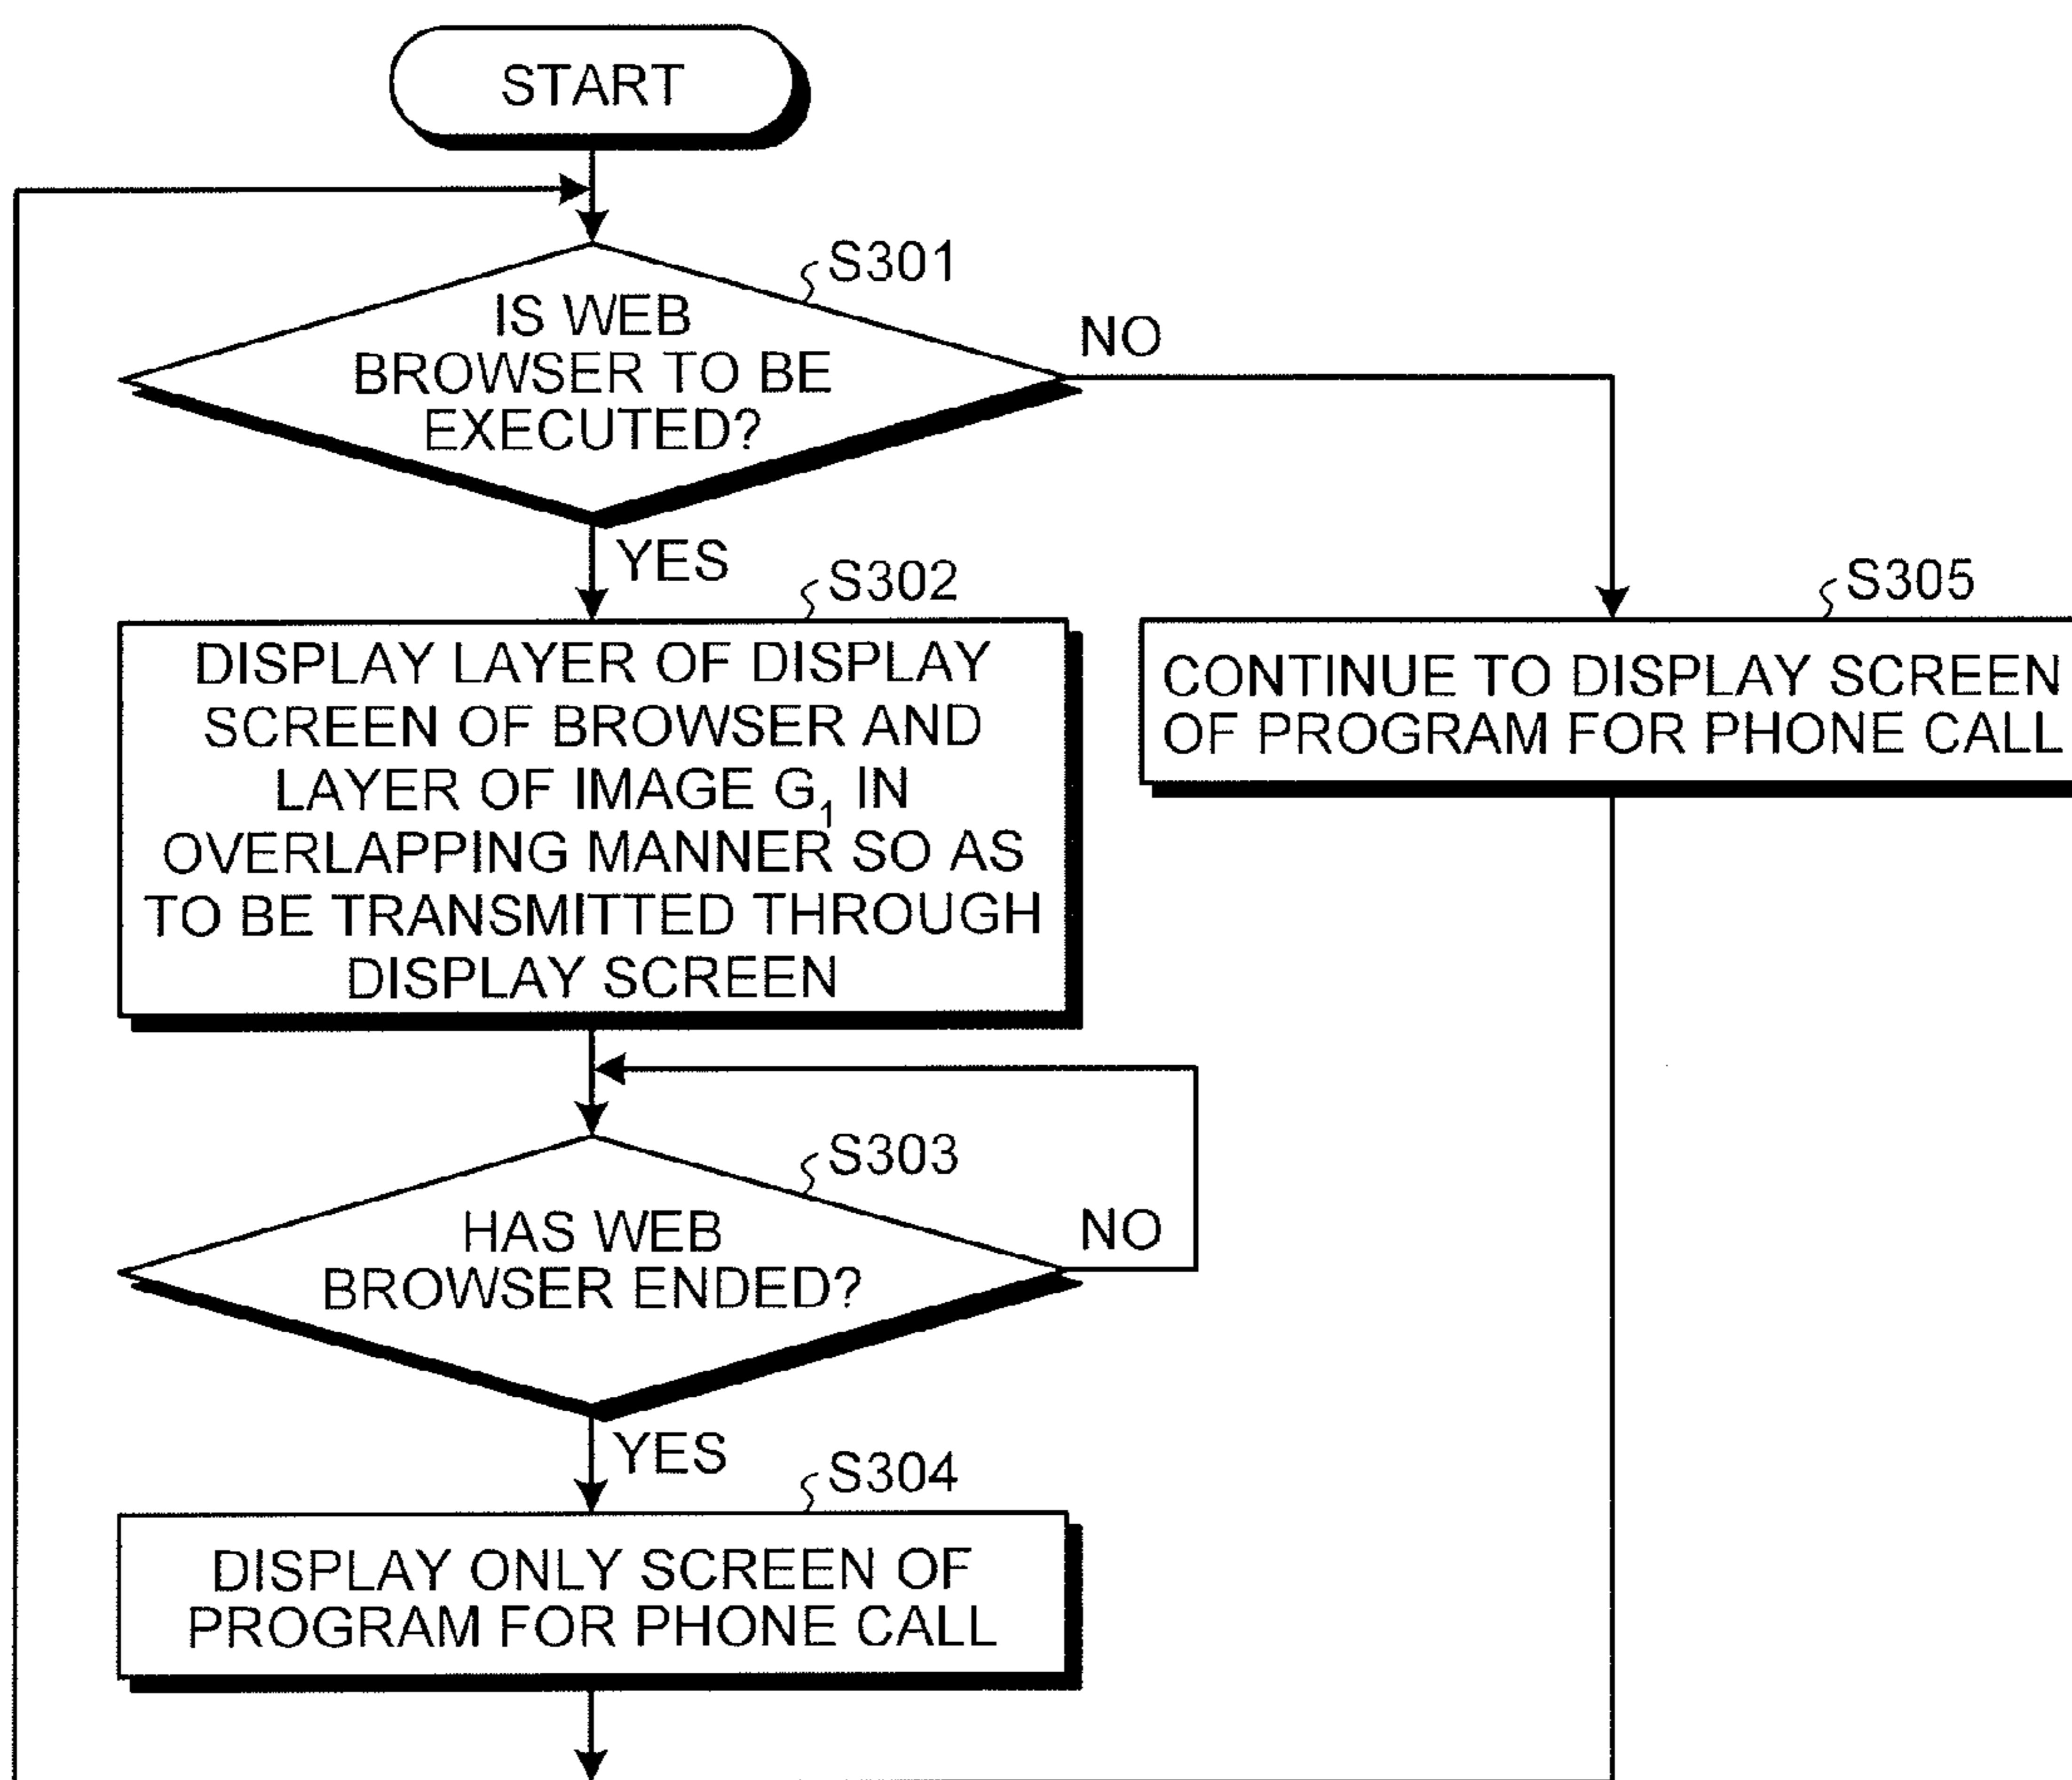 START
S301
IS WEB
BROWSER TO BE
EXECUTED?
NO
YES
S302
DISPLAY LAYER OF DISPLAY
SCREEN OF BROWSER AND
LAYER OF IMAGE G₁ IN
OVERLAPPING MANNER SO AS
TO BE TRANSMITTED THROUGH
DISPLAY SCREEN
S305
CONTINUE TO DISPLAY SCREEN
OF PROGRAM FOR PHONE CALL
S303
HAS WEB
BROWSER ENDED?
NO
YES
S304
DISPLAY ONLY SCREEN OF
PROGRAM FOR PHONE CALL